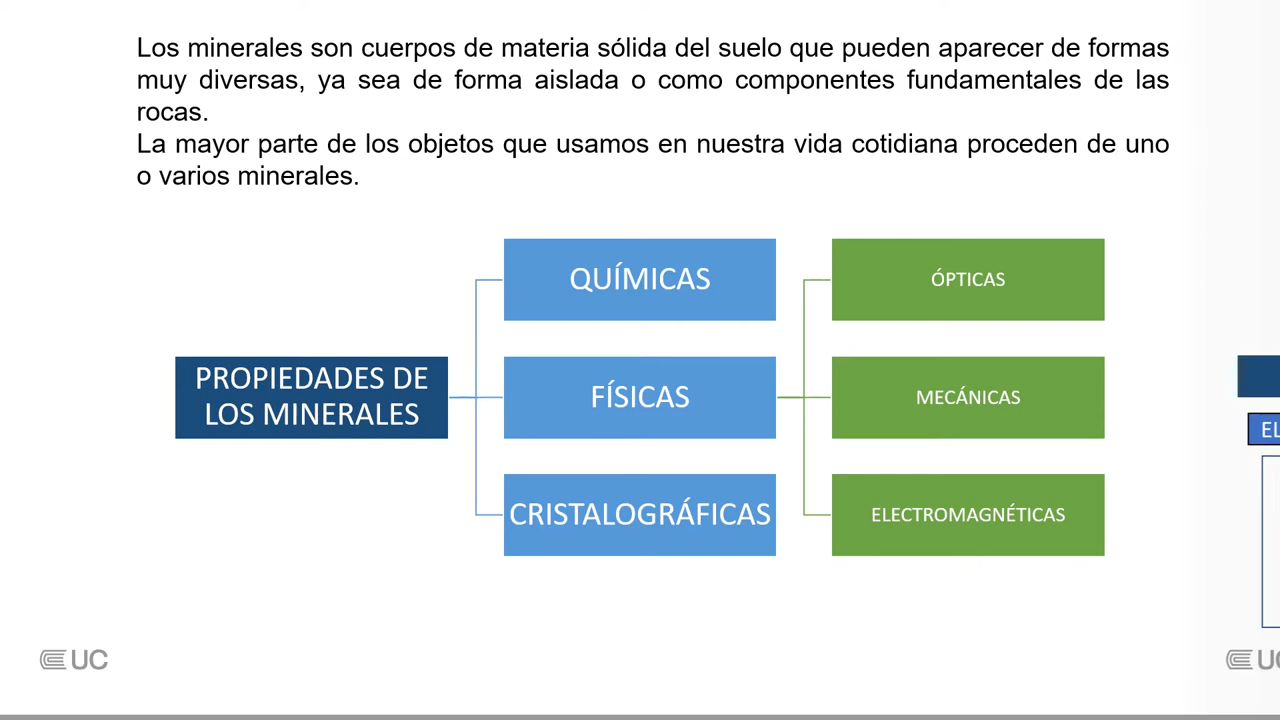 Los minerales son cuerpos de materia sólida del suelo que pueden aparecer de formas
muy diversas, ya sea de forma aislada o como componentes fundamentales de las
rocas.
La mayor parte de los objetos que usamos en nuestra vida cotidiana proceden de uno
o varios minerales.
PROPIEDADES DE
LOS MINERALES
QUÍMICAS
FÍSICAS
CRISTALOGRÁFICAS
ÓPTICAS
MECÁNICAS
ELECTROMAGNÉTICAS
UC